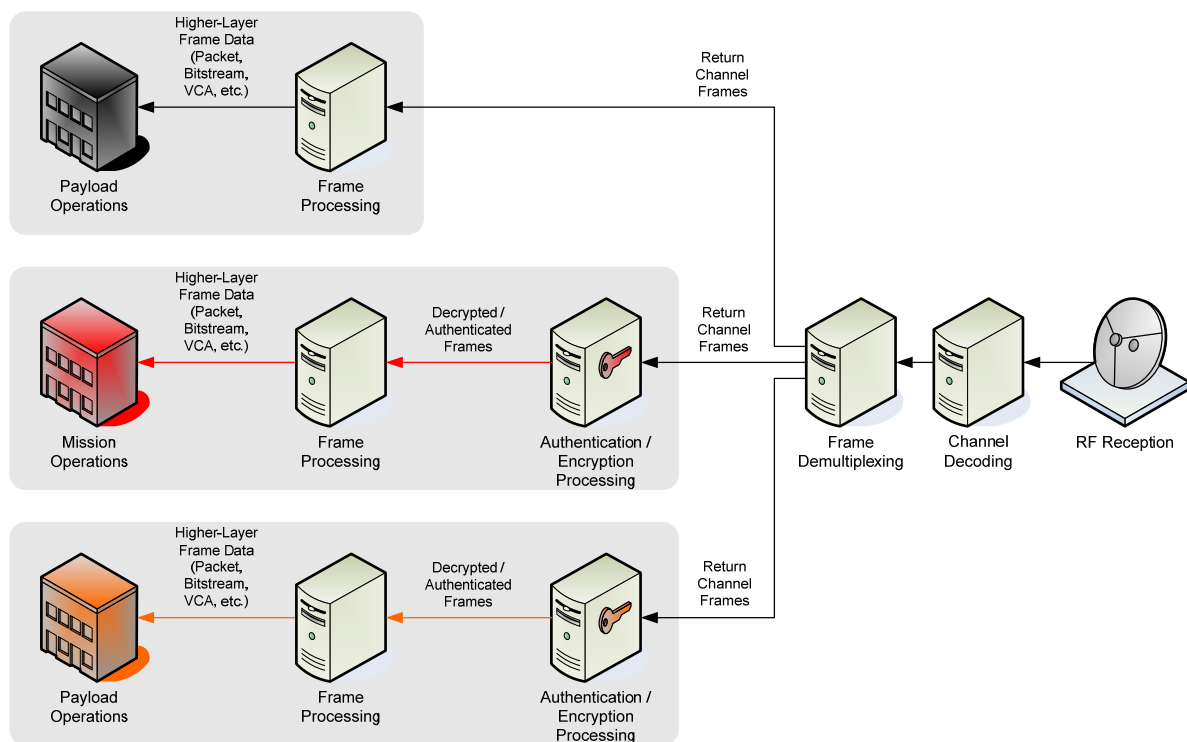 Higher-Layer
Frame Data
(Packet,
Bitstream,
VCA, etc.)
Return
Channel
Frames
Payload
Operations
Frame
Processing
Higher-Layer
Frame Data
(Packet,
Bitstream,
VCA, etc.)
Decrypted /
Authenticated
Frames
Return
Channel
Frames
Mission
Operations
Frame
Processing
Authentication /
Encryption
Processing
Frame
Demultiplexing
Channel
Decoding
RF Reception
Higher-Layer
Frame Data
(Packet,
Bitstream,
VCA, etc.)
Decrypted /
Authenticated
Frames
Return
Channel
Frames
Payload
Operations
Frame
Processing
Authentication /
Encryption
Processing